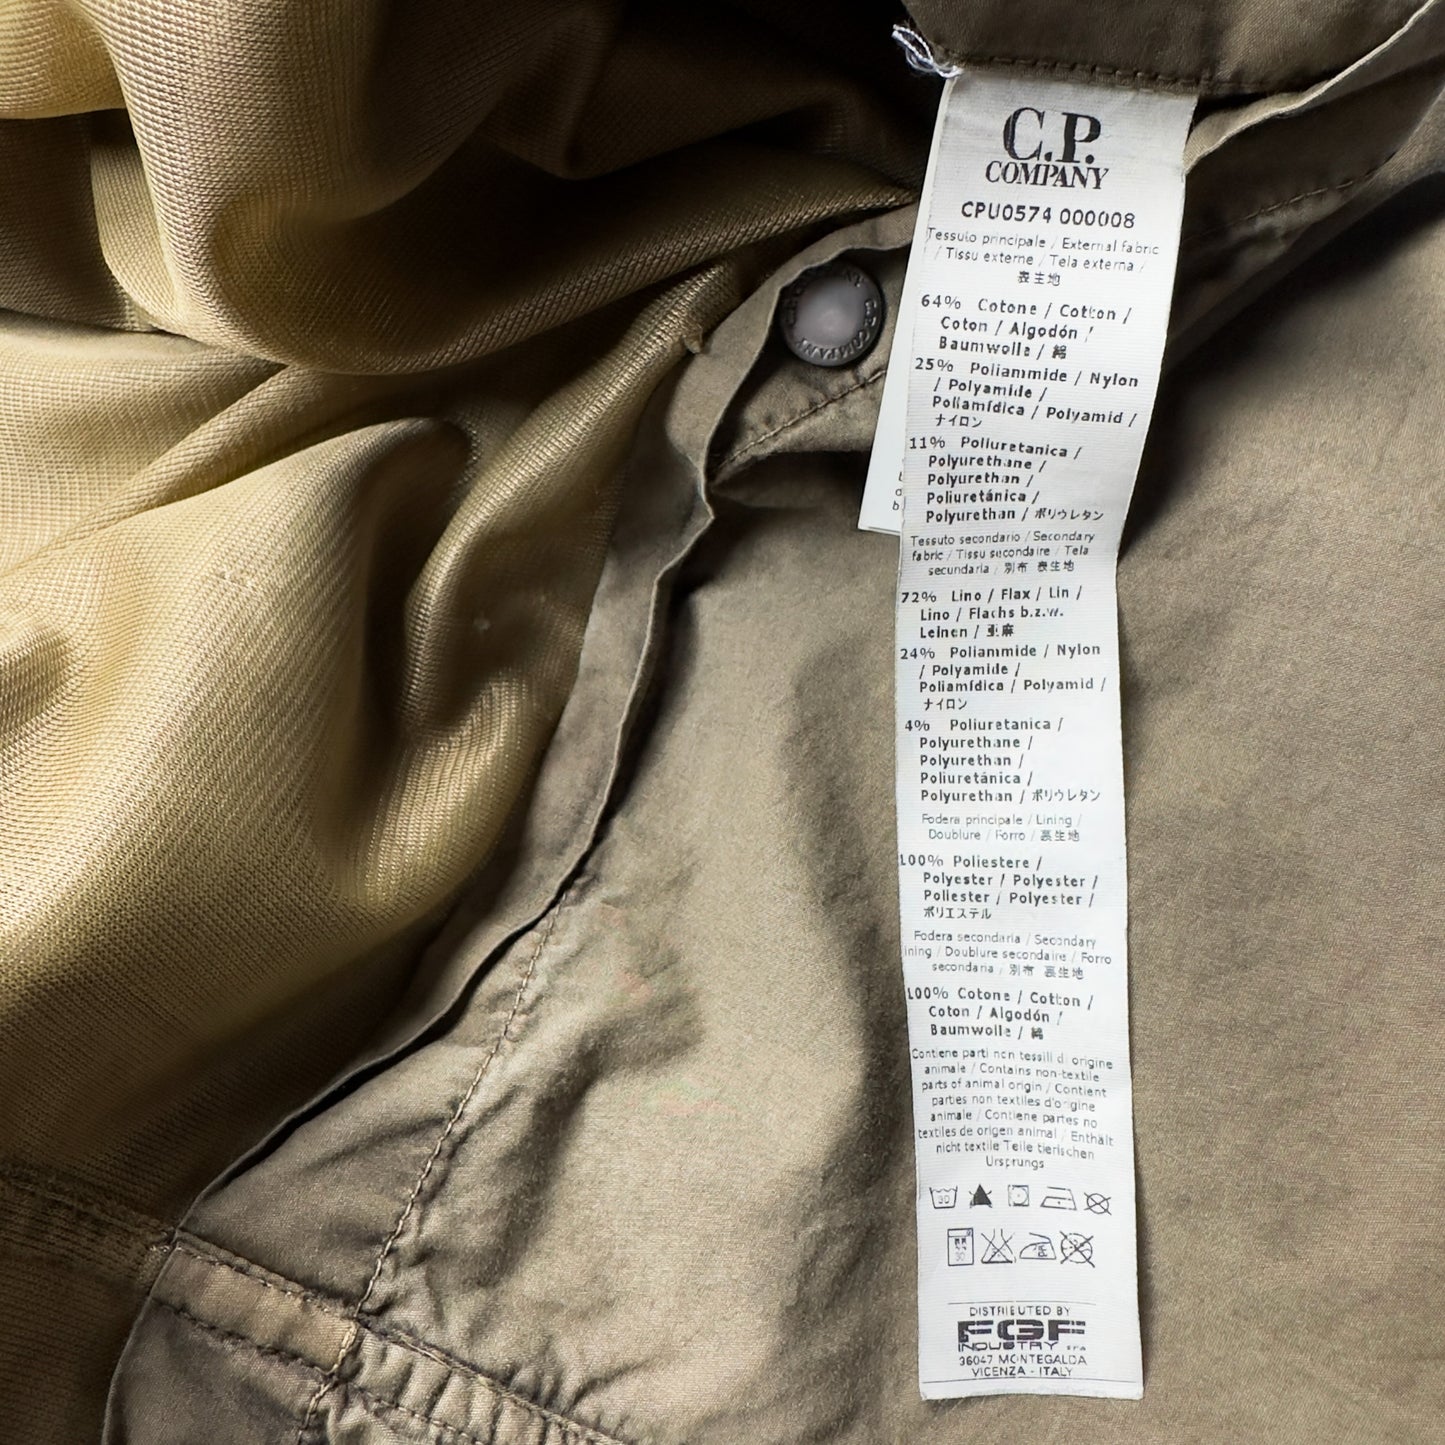 C.P.
COMPANY
CPU0574 000008
Tessuto principale / External fabric
/ Tissu externe / Tela externa /
表生地
64% Cotone / Cotton /
Coton / Algodón /
Baumwolle / 綿
25% Poliammide / Nylon
/ Polyamide /
Poliamídica / Polyamid /
ナイロン
11% Poliuretanica /
Polyurethane /
Polyurethan /
Poliuretánica /
Polyurethan / ポリウレタン
Tessuto secondario / Secondary
fabric / Tissu secondaire / Tela
secundaria / 別布 表生地
72% Lino / Flax / Lin /
Lino / Flachs b.z.w.
Leinen / 亜麻
24% Poliammide / Nylon
/ Polyamide /
Poliamídica / Polyamid /
ナイロン
4% Poliuretanica /
Polyurethane /
Polyurethan /
Poliuretánica /
Polyurethan / ポリウレタン
Fodera principale / Lining /
Doublure / Forro / 裏生地
100% Poliestere /
Polyester / Polyester /
Poliester / Polyester /
ポリエステル
Fodera secondaria / Secondary
ining / Doublure secondaire / Forro
secondaria / 別布 裏生地
100% Cotone / Cotton /
Coton / Algodón /
Baumwolle / 綿
Contiene parti non tessili di origine
animale / Contains non-textile
parts of animal origin / Contient
parties non textiles d'origine
animale / Contiene partes no
textiles de origen animal / Enthält
nicht textile Teile tierischen
Ursprungs
30
30
DISTRIBUTED BY
FGF
INDUSTRY spa
36047 MONTEGALDA
VICENZA - ITALY
C.P. COMPANY